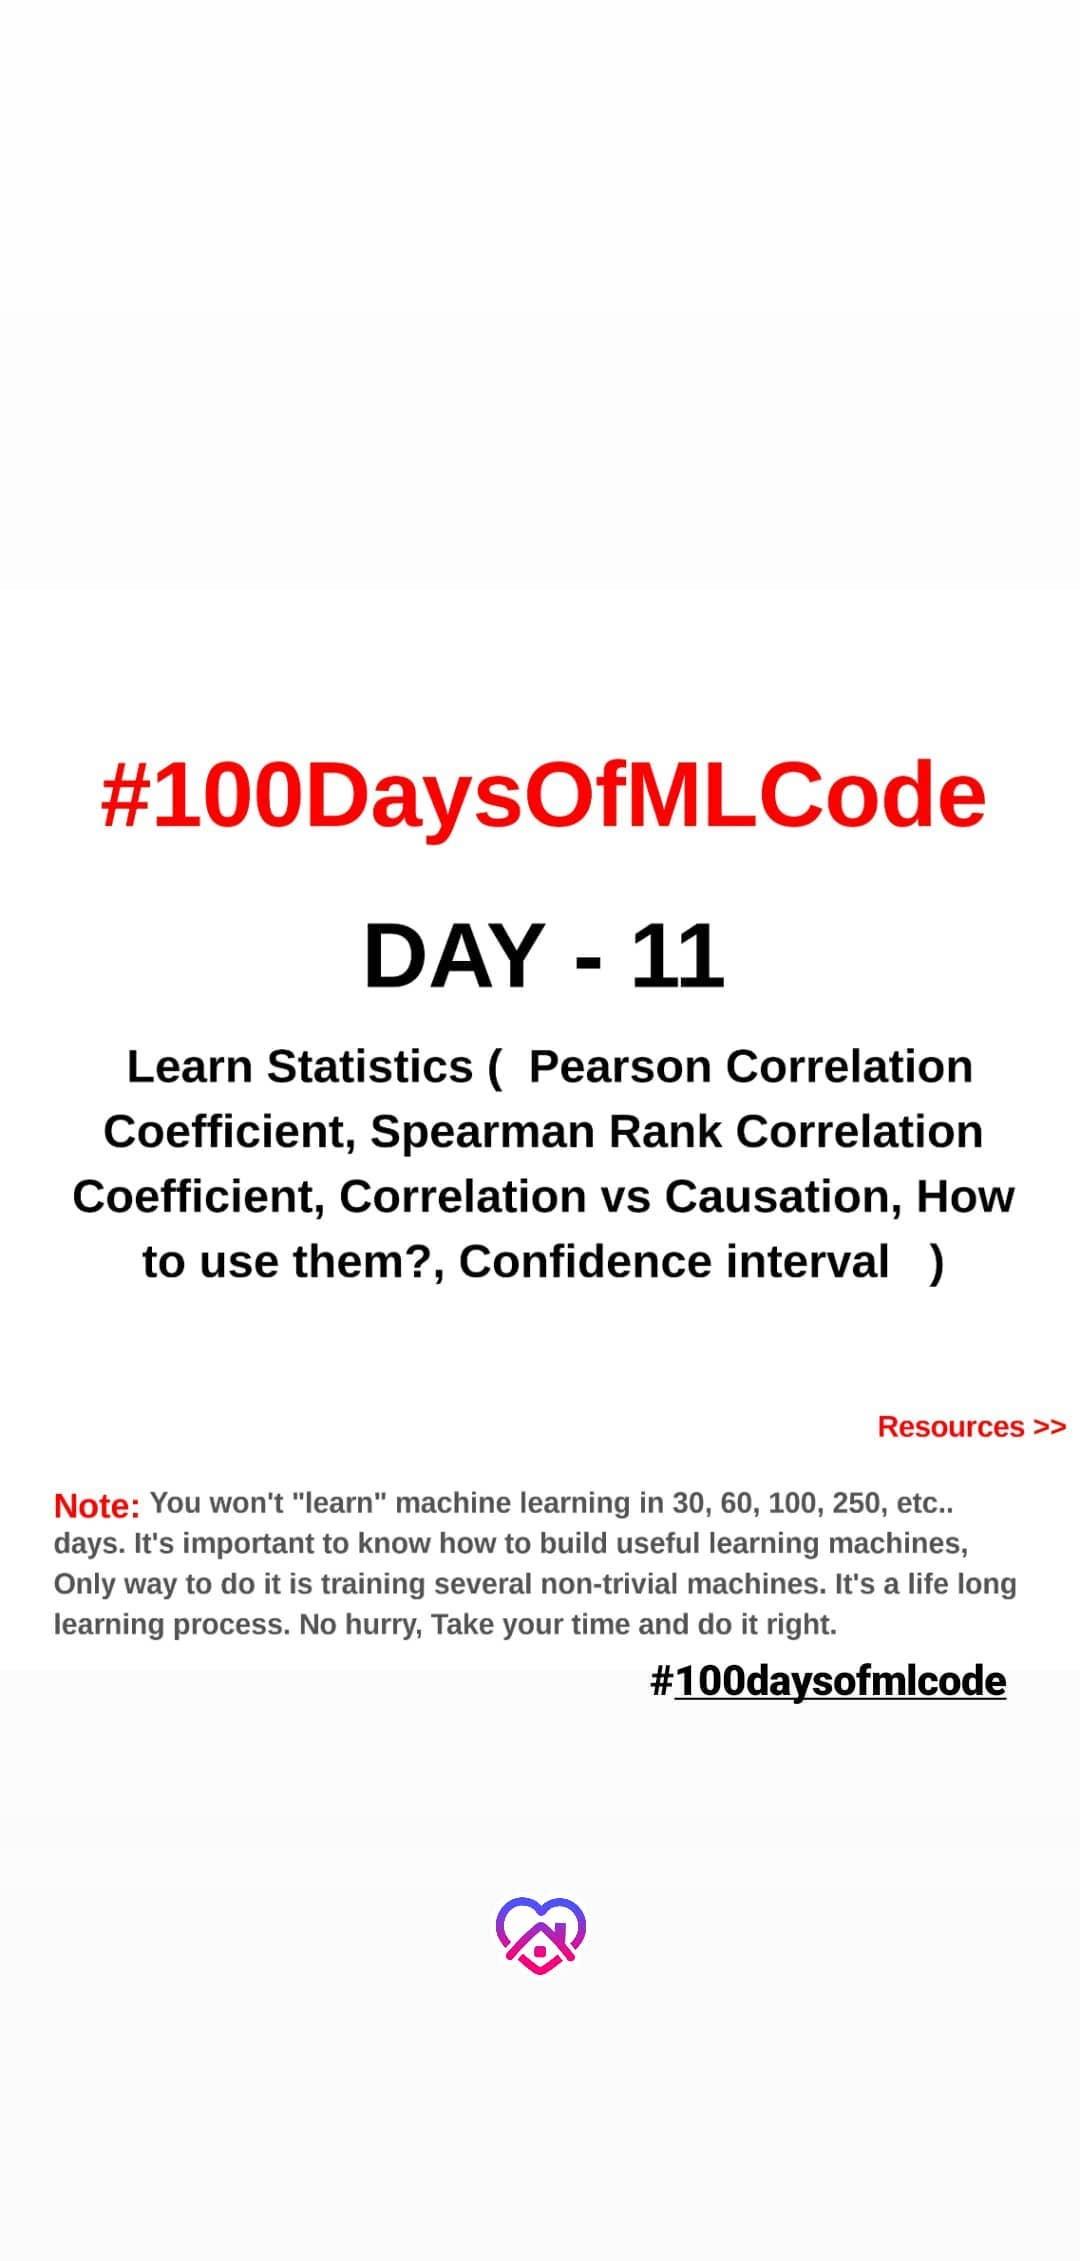 #100DaysOfMLCode
DAY - 11
Learn Statistics (  Pearson Correlation
Coefficient, Spearman Rank Correlation
Coefficient, Correlation vs Causation, How
to use them?, Confidence interval   )
Resources >>
Note: You won't "learn" machine learning in 30, 60, 100, 250, etc..
days. It's important to know how to build useful learning machines,
Only way to do it is training several non-trivial machines. It's a life long
learning process. No hurry, Take your time and do it right.
#100daysofmlcode